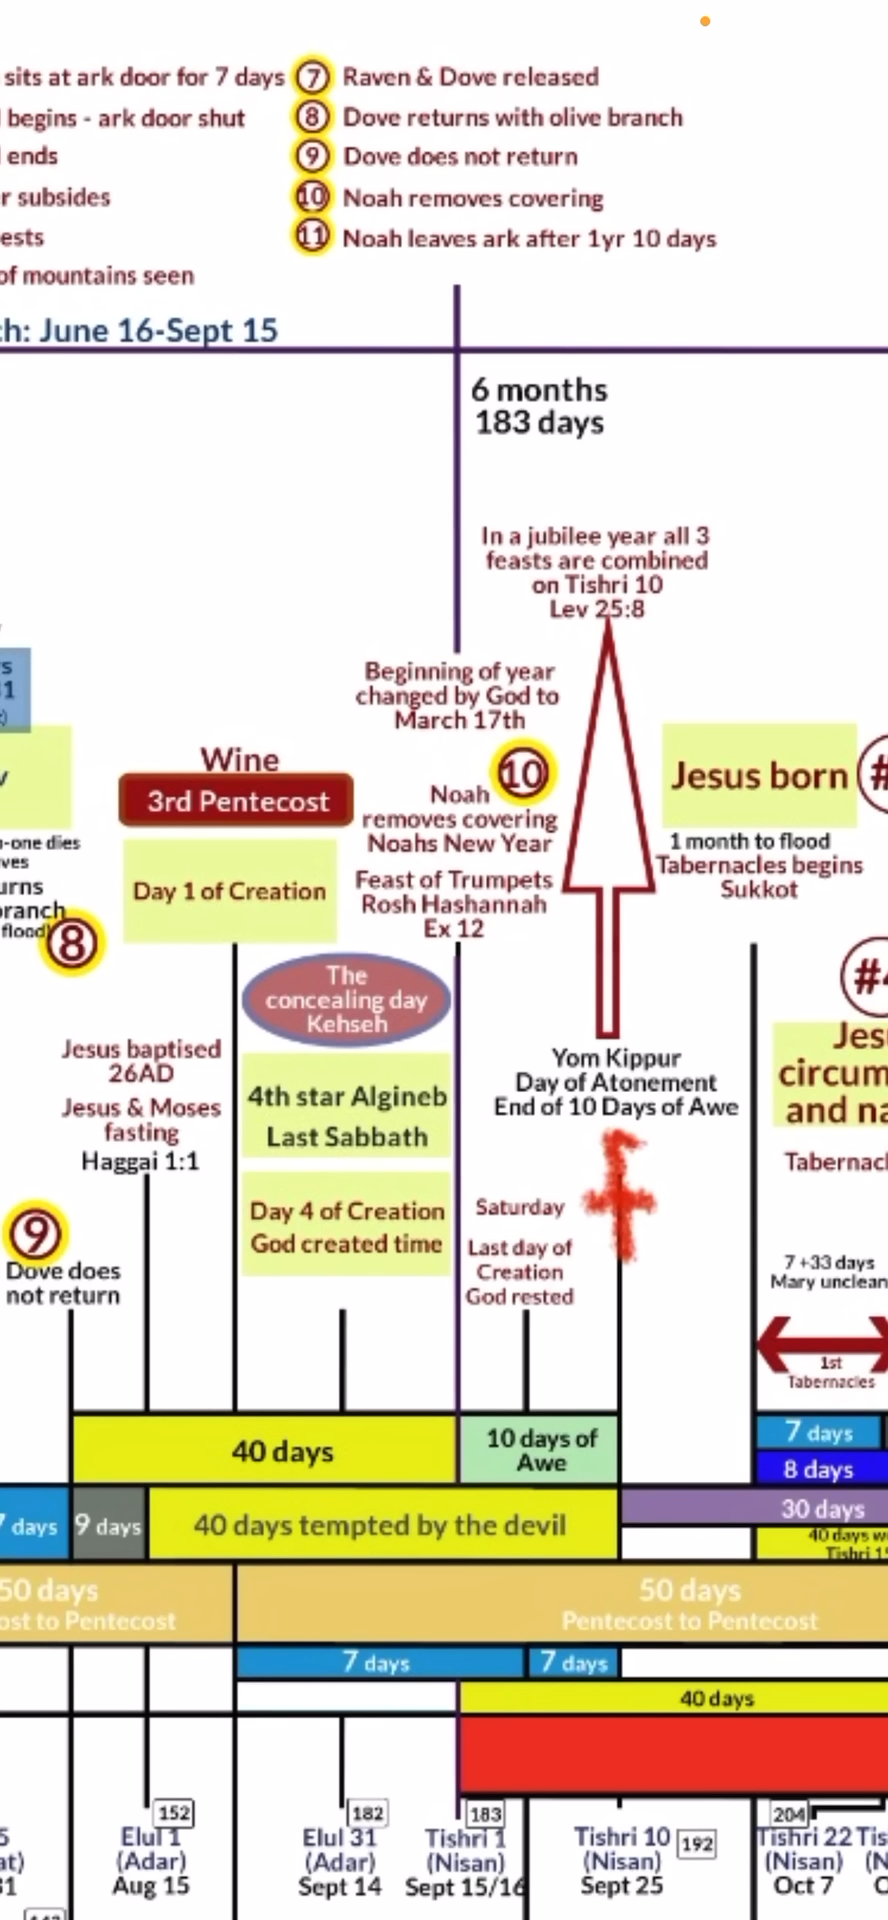 sits at ark door for 7 days
begins - ark door shut
ends
subsides
of mountains seen
7 Raven & Dove released
8 Dove returns with olive branch
9 Dove does not return
10 Noah removes covering
11 Noah leaves ark after 1yr 10 days
June 16-Sept 15
6 months
183 days
In a jubilee year all 3
feasts are combined
on Tishri 10
Lev 25:8
Beginning of year
changed by God to
March 17th
10
Noah
removes covering
Noahs New Year
Feast of Trumpets
Rosh Hashannah
Ex 12
Wine
3rd Pentecost
Day 1 of Creation
Jesus born
#
1 month to flood
Tabernacles begins
Sukkot
-one dies
flood)
8
The
concealing day
Kehseh
4th star Algineb
Last Sabbath
Day 4 of Creation
God created time
Jesus baptised
26AD
Jesus & Moses
fasting
Haggai 1:1
9
Dove does
not return
Yom Kippur
Day of Atonement
End of 10 Days of Awe
Saturday
Last day of
Creation
God rested
and
7 +33 days
Mary unclean
1st
Tabernacles
40 days
10 days of
Awe
7 days
8 days
7 days
9 days
40 days tempted by the devil
30 days
40 days
50 days
to Pentecost
50 days
Pentecost to Pentecost
7 days
7 days
40 days
152
Elul 1
(Adar)
Aug 15
182
Elul 31
(Adar)
Sept 14
183
Tishri 1
(Nisan)
Sept 15/16
Tishri 10
(Nisan)
Sept 25
192
204
Tishri 22
(Nisan)
Oct 7